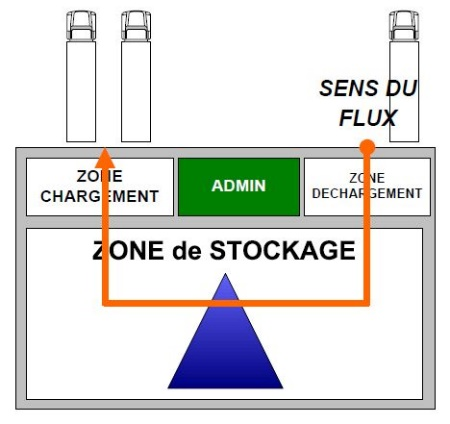 SENS DU
FLUX
ZONE
CHARGEMENT
ADMIN
ZONE
DECHARGEMENT
ZONE de STOCKAGE